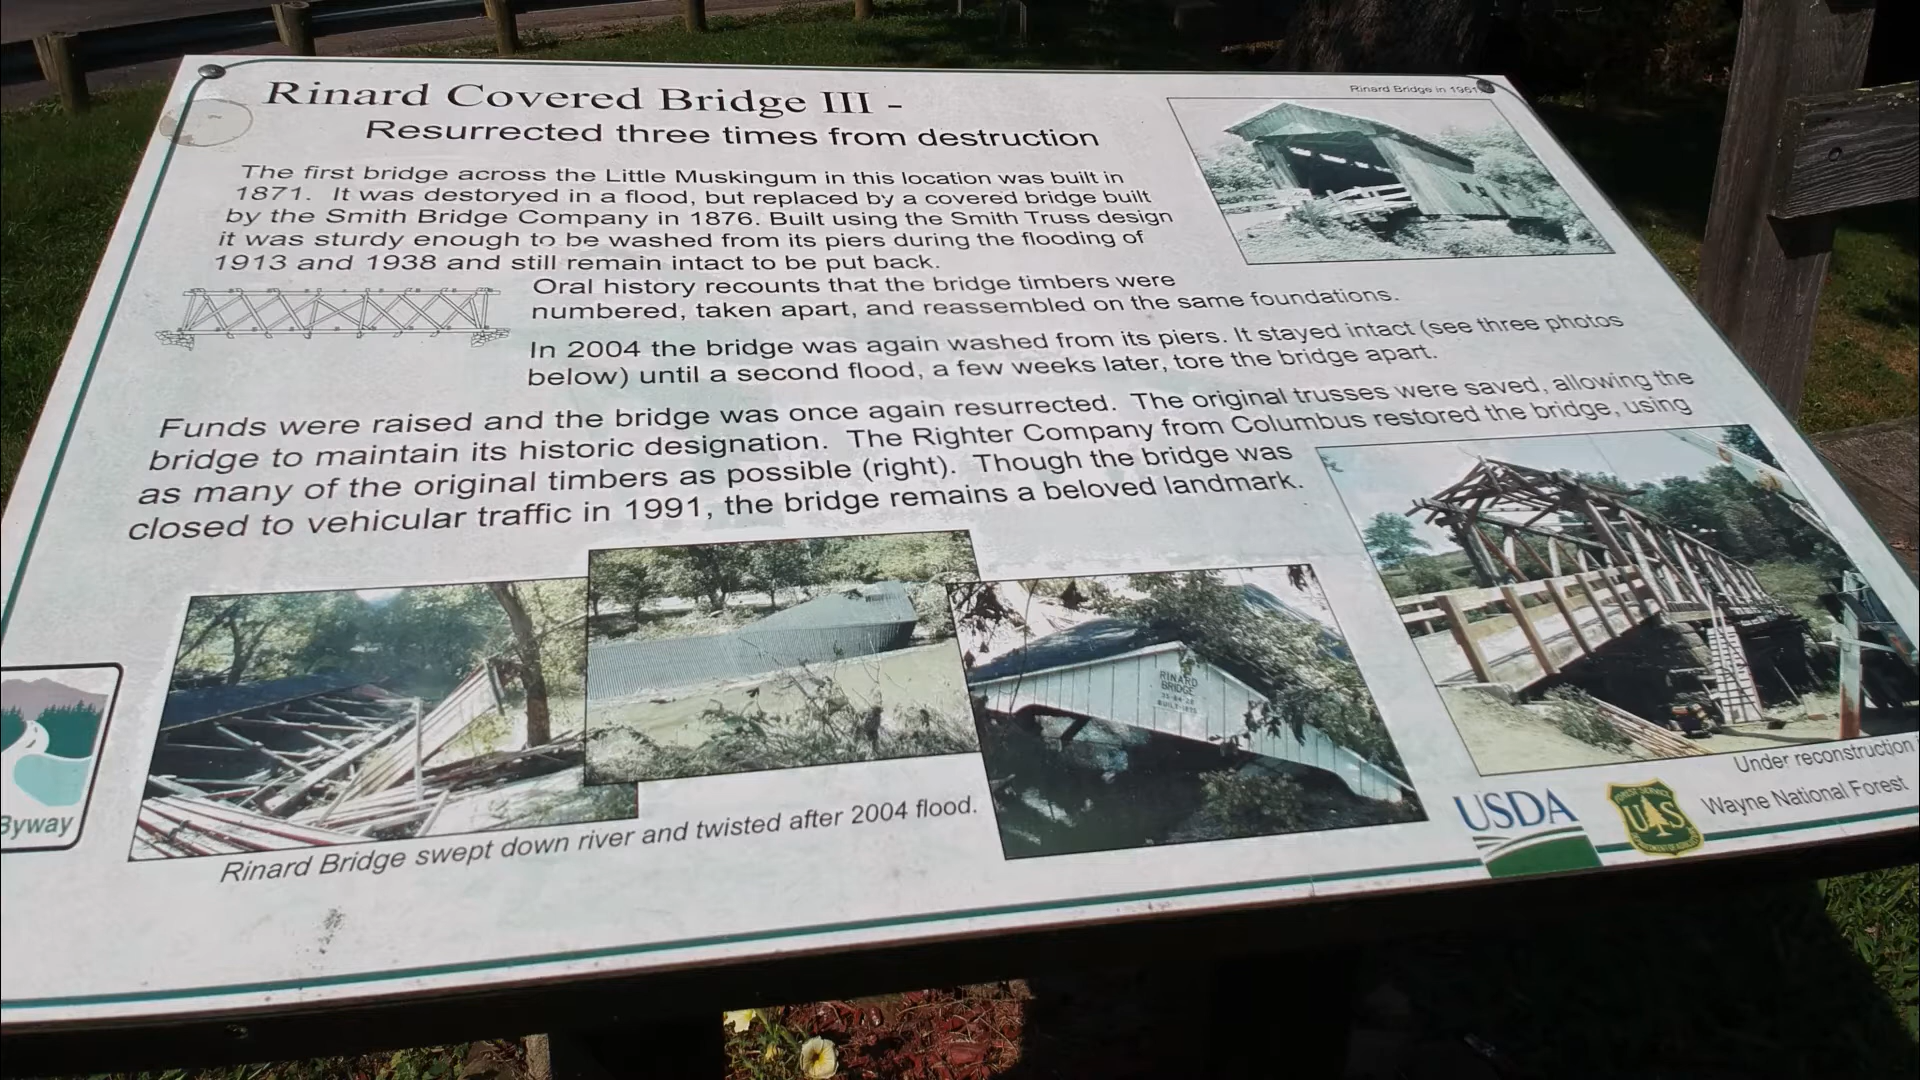 Rinard Covered Bridge III -
Resurrected three times from destruction
Rinard Bridge in 1961
The first bridge across the Little Muskingum in this location was built in
1871. It was destoryed in a flood, but replaced by a covered bridge built
by the Smith Bridge Company in 1876. Built using the Smith Truss design
it was sturdy enough to be washed from its piers during the flooding of
1913 and 1938 and still remain intact to be put back.
Oral history recounts that the bridge timbers were
numbered, taken apart, and reassembled on the same foundations.
In 2004 the bridge was again washed from its piers. It stayed intact (see three photos
below) until a second flood, a few weeks later, tore the bridge apart.
Funds were raised and the bridge was once again resurrected. The original trusses were saved, allowing the
bridge to maintain its historic designation. The Righter Company from Columbus restored the bridge, using
as many of the original timbers as possible (right). Though the bridge was
closed to vehicular traffic in 1991, the bridge remains a beloved landmark.
RINARD
BRIDGE
Rinard Bridge swept down river and twisted after 2004 flood.
Under reconstruction
Byway
USDA
US
Wayne National Forest